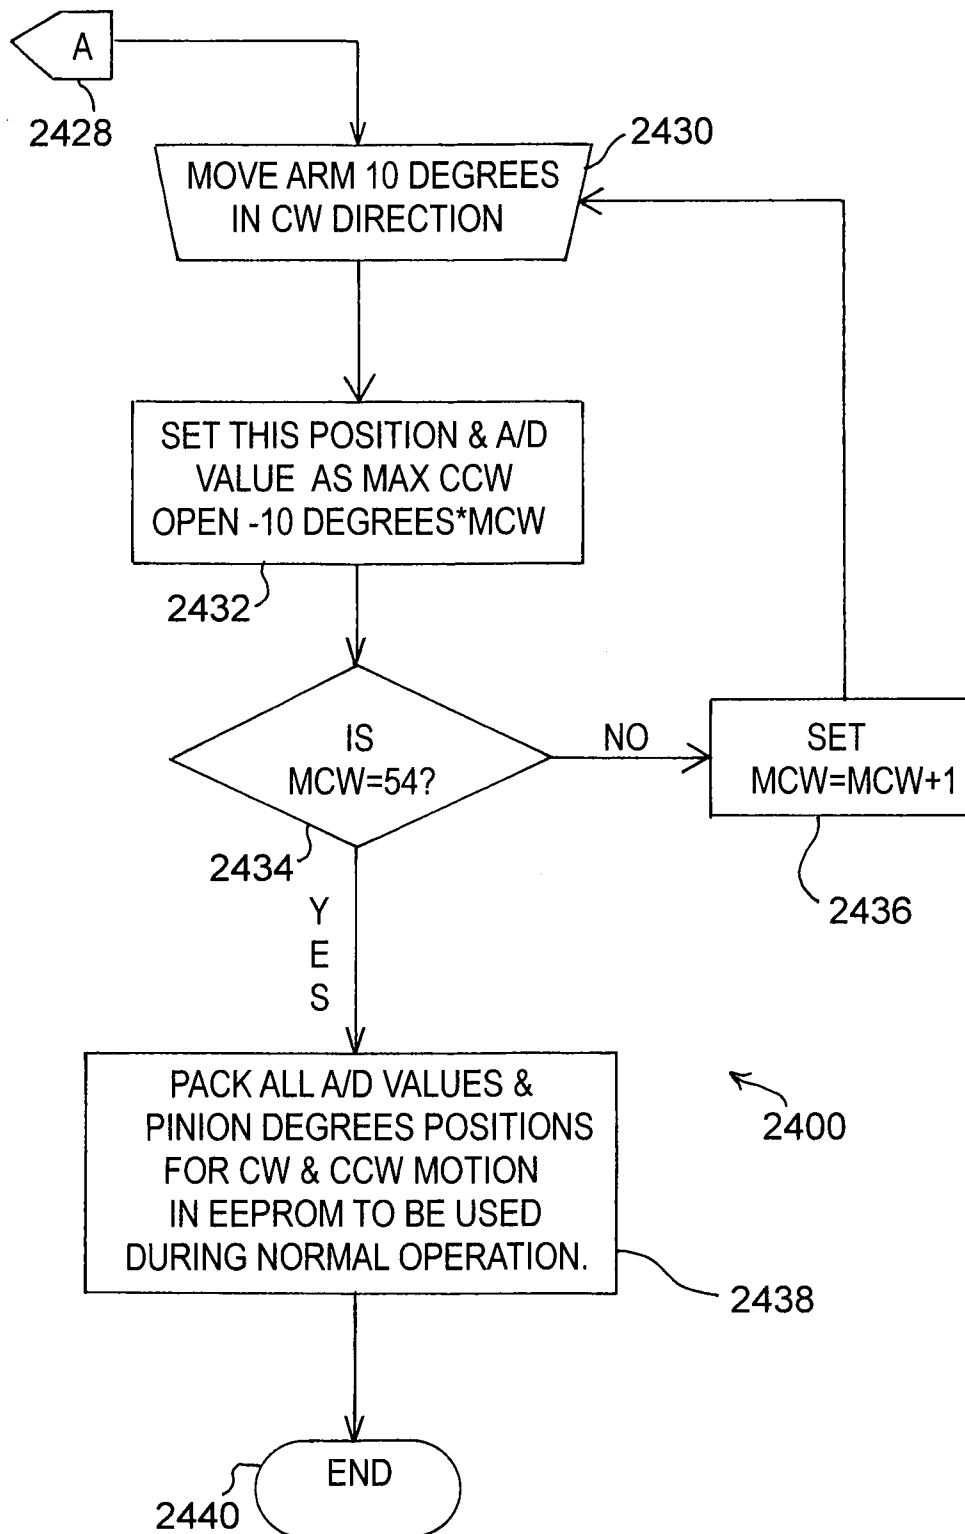 A
2428
2430
MOVE ARM 10 DEGREES
IN CW DIRECTION
SET THIS POSITION & A/D
VALUE AS MAX CCW
OPEN -10 DEGREES*MCW
2432
IS
MCW=54?
2434
NO
SET
MCW=MCW+1
2436
Y
E
S
PACK ALL A/D VALUES &
PINION DEGREES POSITIONS
FOR CW & CCW MOTION
IN EEPROM TO BE USED
DURING NORMAL OPERATION.
2400
2438
END
2440